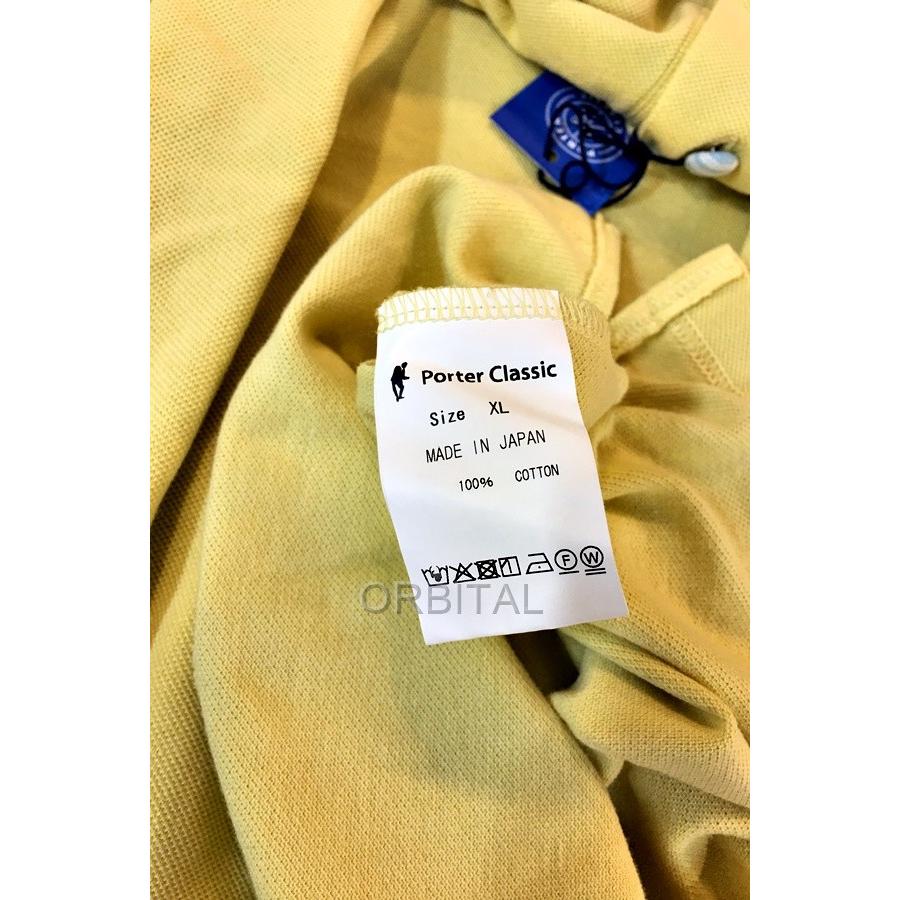 Porter Classic
Size XL
MADE IN JAPAN
100% COTTON
F W
ORBITAL